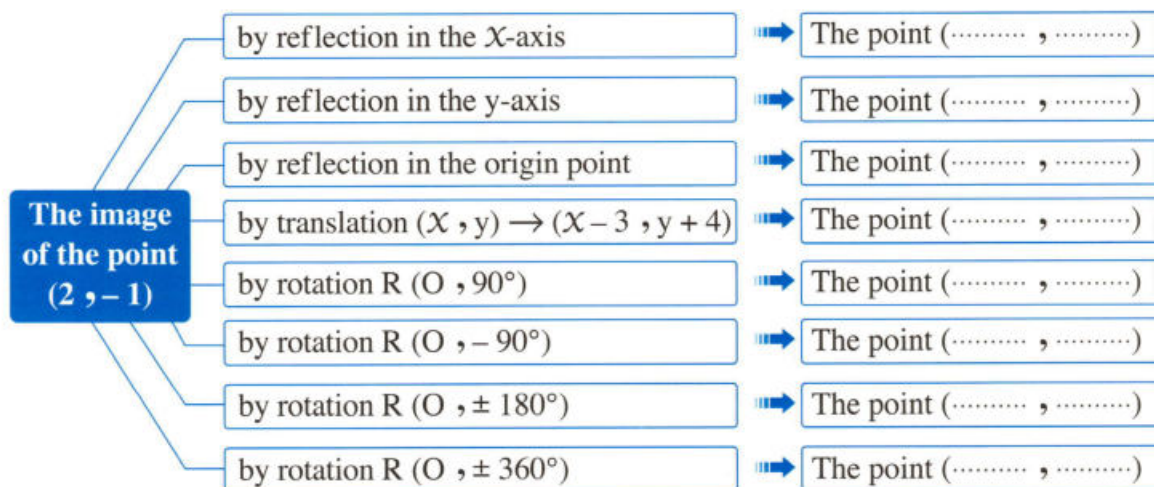 by reflection in the X-axis
The point (.......... , ..........)
by reflection in the y-axis
The point (.......... , ..........)
by reflection in the origin point
The point (.......... , ..........)
The image
of the point
(2 , – 1)
by translation (X , y) → (X – 3 , y + 4)
The point (.......... , ..........)
by rotation R (O , 90°)
The point (.......... , ..........)
by rotation R (O , – 90°)
The point (.......... , ..........)
by rotation R (O , ± 180°)
The point (.......... , ..........)
by rotation R (O , ± 360°)
The point (.......... , ..........)